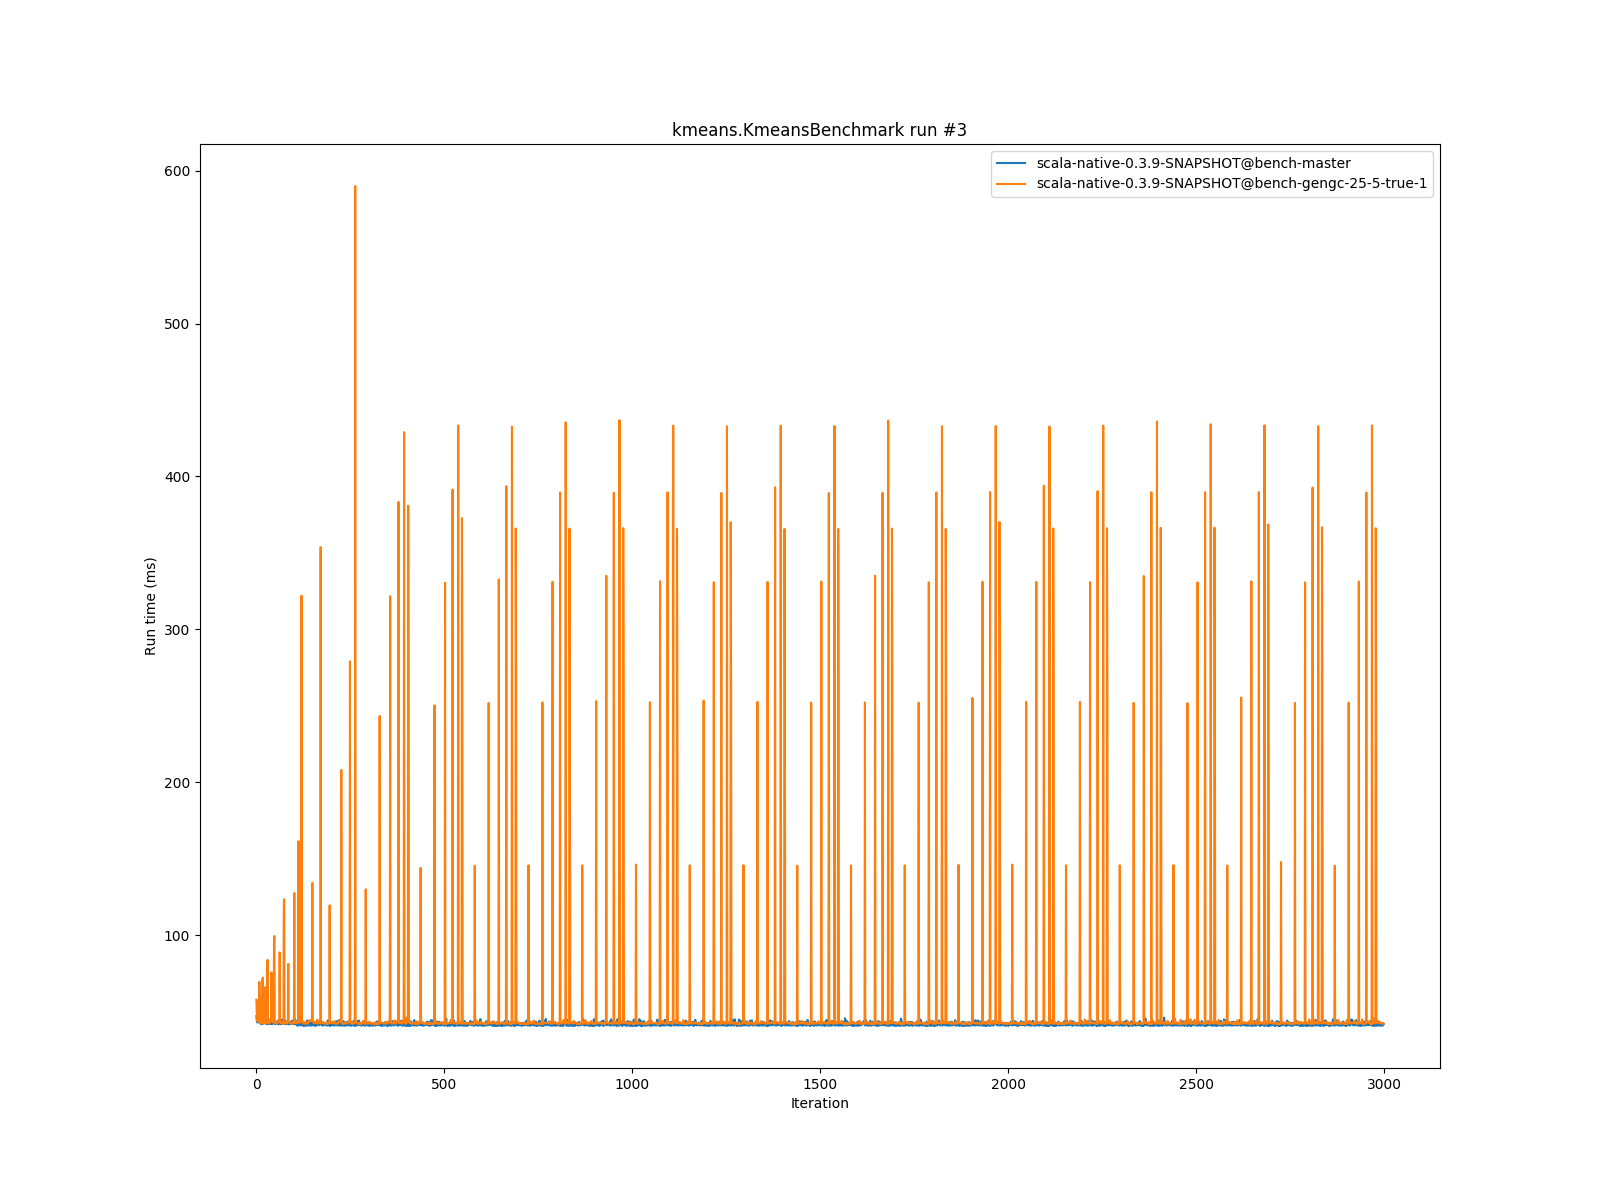 kmeans.KmeansBenchmark run #3
scala-native-0.3.9-SNAPSHOT@bench-master
scala-native-0.3.9-SNAPSHOT@bench-gengc-25-5-true-1
600
500
400
300
200
100
Run time (ms)
0 500 1000 1500 2000 2500 3000
Iteration